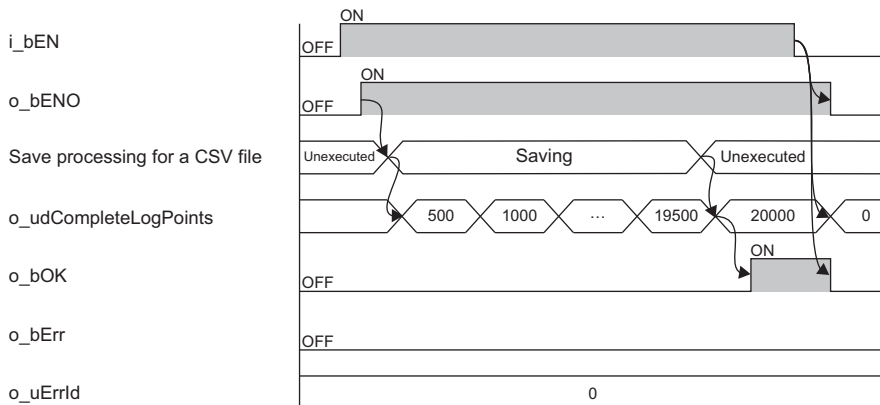 ON
i_bEN
OFF
ON
o_bENO
OFF
Save processing for a CSV file
Unexecuted
Saving
Unexecuted
o_udCompleteLogPoints
500
1000
...
19500
20000
0
ON
o_bOK
OFF
o_bErr
OFF
o_uErrId
0